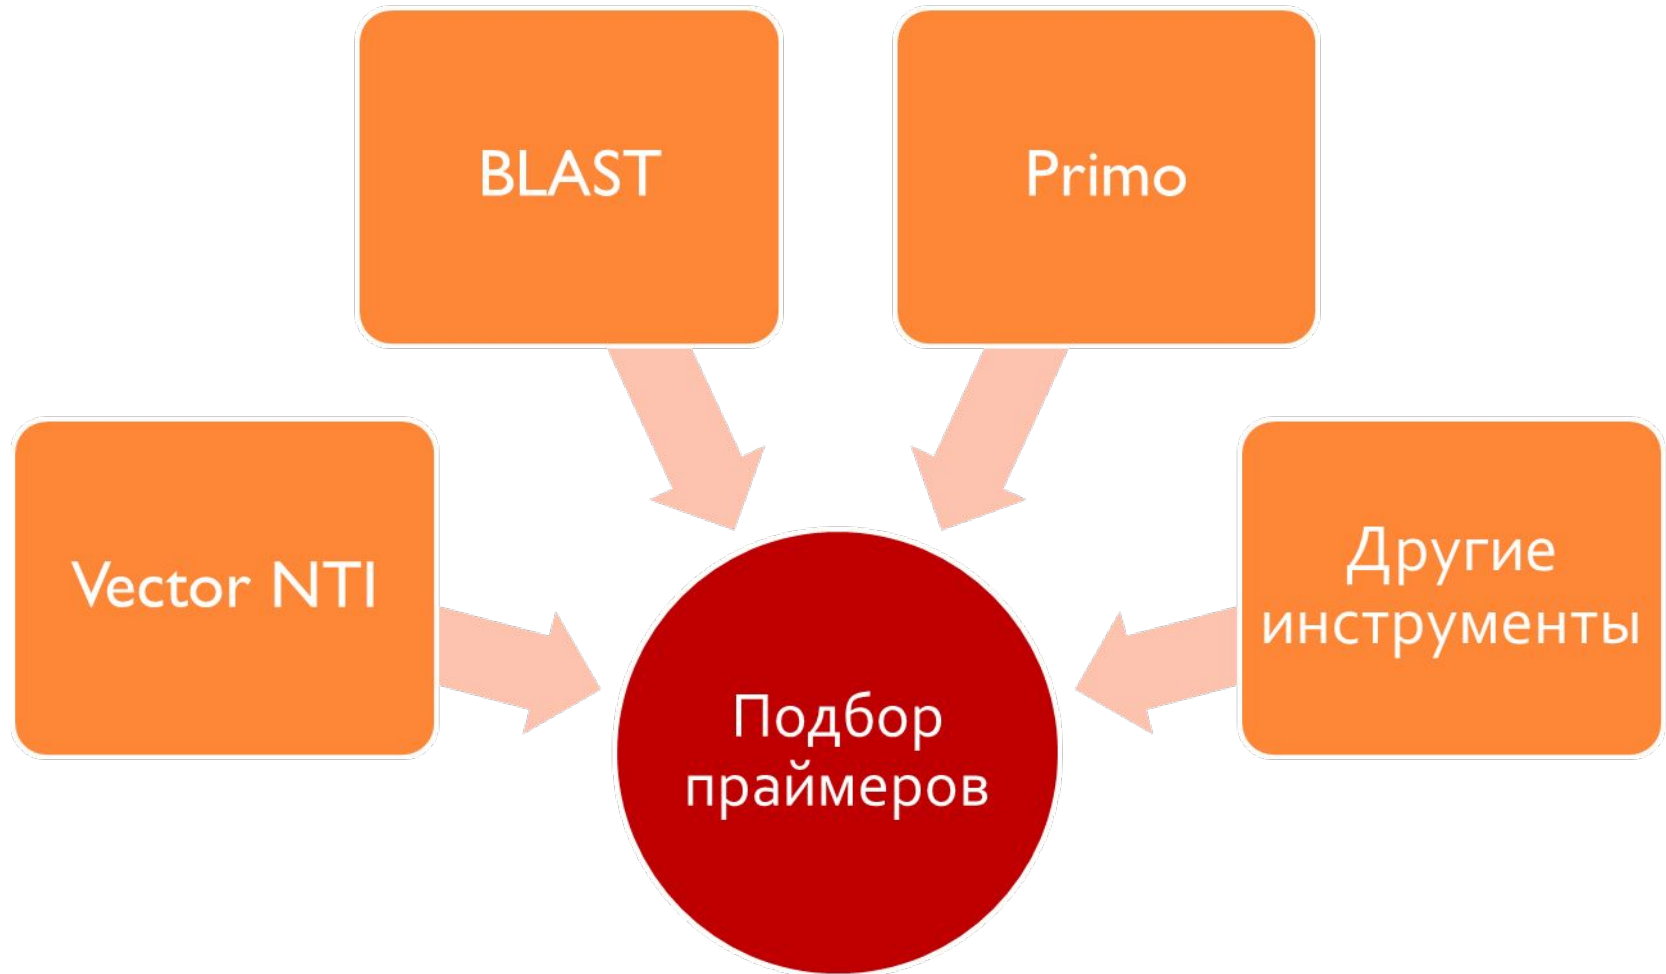 BLAST
Primo
Vector NTI
Другие
инструменты
Подбор
праймеров